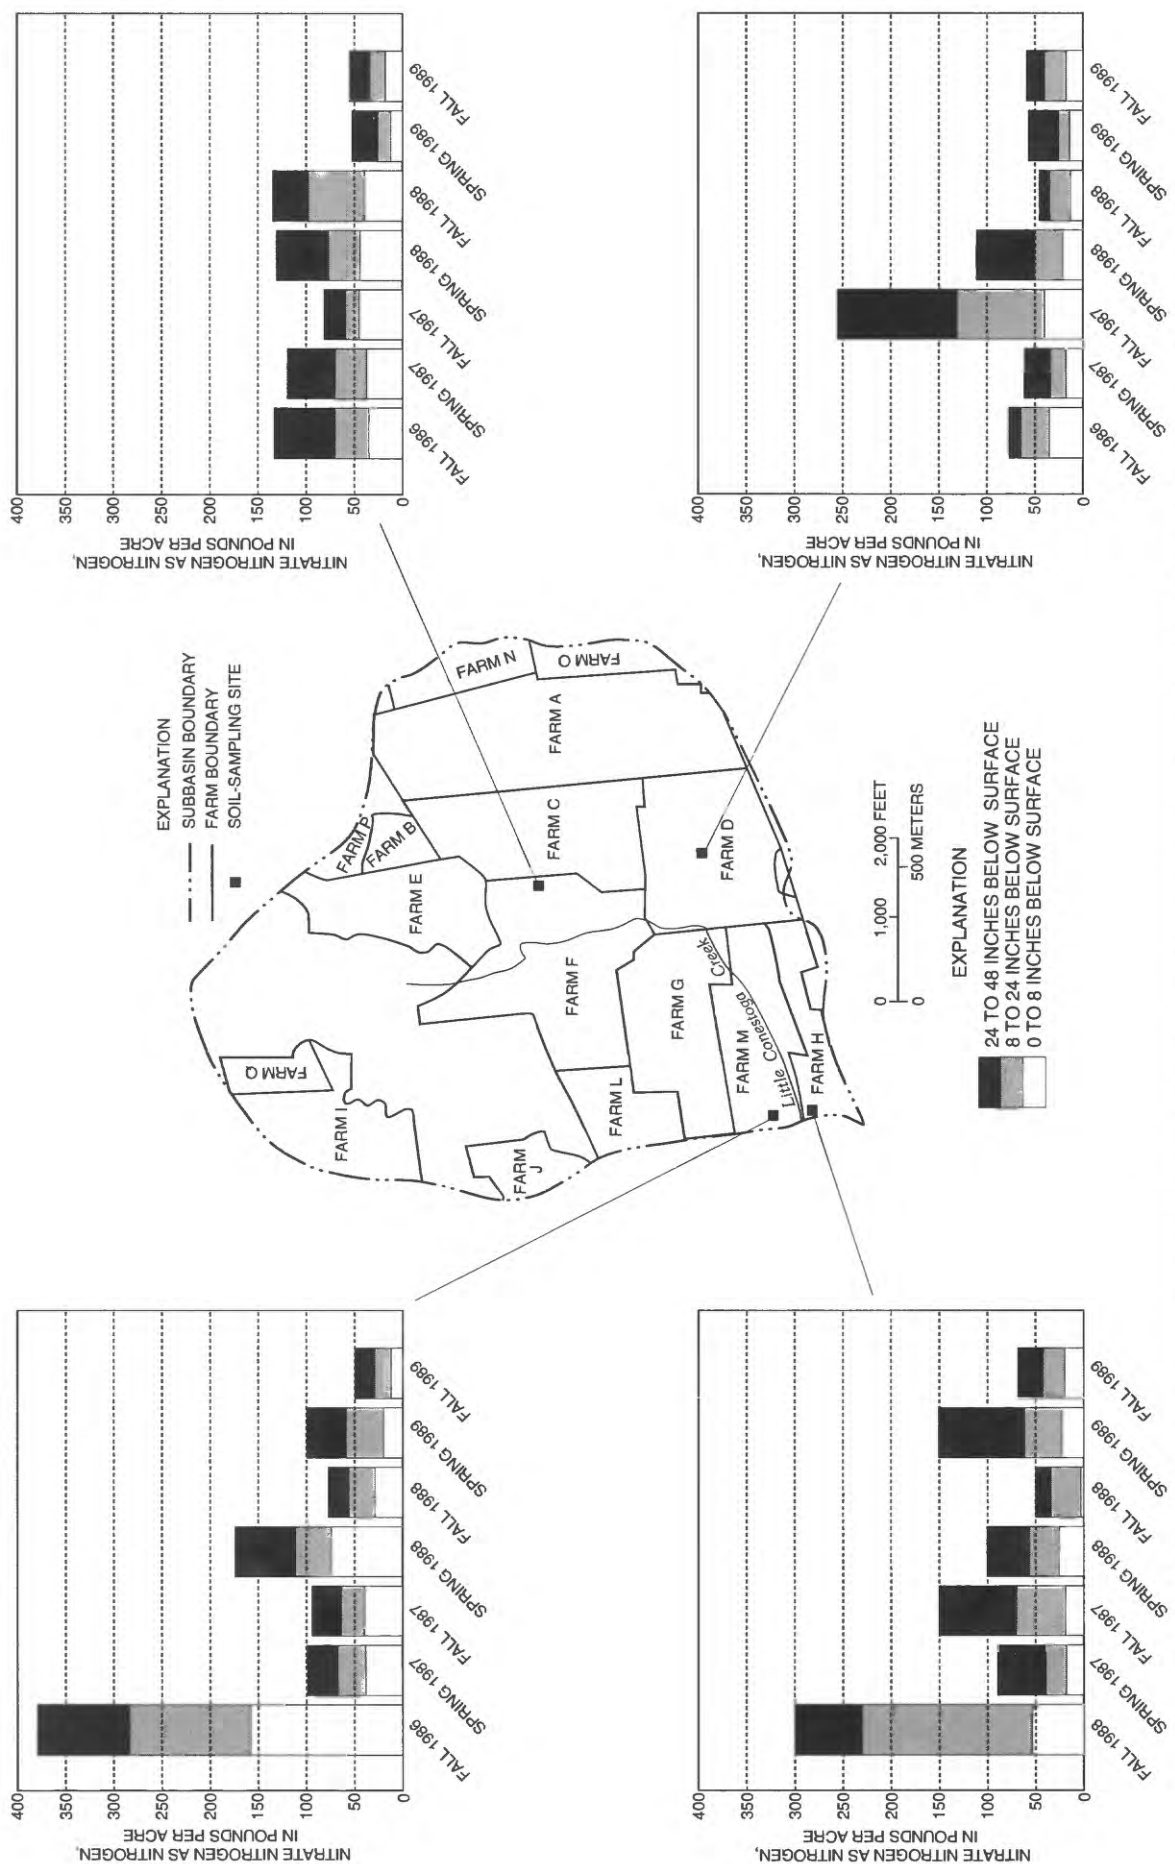 NITRATE NITROGEN AS NITROGEN,
IN POUNDS PER ACRE
400
350
300
250
200
150
100
50
0
FALL 1986
SPRING 1987
FALL 1987
SPRING 1988
FALL 1988
SPRING 1989
FALL 1989
NITRATE NITROGEN AS NITROGEN,
IN POUNDS PER ACRE
400
350
300
250
200
150
100
50
0
FALL 1986
SPRING 1987
FALL 1987
SPRING 1988
FALL 1988
SPRING 1989
FALL 1989
EXPLANATION
SUBBASIN BOUNDARY
FARM BOUNDARY
SOIL-SAMPLING SITE
FARM Q
FARM I
FARM P
FARM B
FARM E
FARM N
FARM J
FARM F
FARM C
FARM A
FARM O
FARM L
FARM G
FARM D
FARM M
Little Conestoga Creek
FARM H
0 1,000 2,000 FEET
0 500 METERS
EXPLANATION
24 TO 48 INCHES BELOW SURFACE
8 TO 24 INCHES BELOW SURFACE
0 TO 8 INCHES BELOW SURFACE
NITRATE NITROGEN AS NITROGEN,
IN POUNDS PER ACRE
400
350
300
250
200
150
100
50
0
FALL 1988
SPRING 1987
FALL 1987
SPRING 1988
FALL 1988
SPRING 1989
FALL 1989
NITRATE NITROGEN AS NITROGEN,
IN POUNDS PER ACRE
400
350
300
250
200
150
100
50
0
FALL 1986
SPRING 1987
FALL 1987
SPRING 1988
FALL 1988
SPRING 1989
FALL 1989